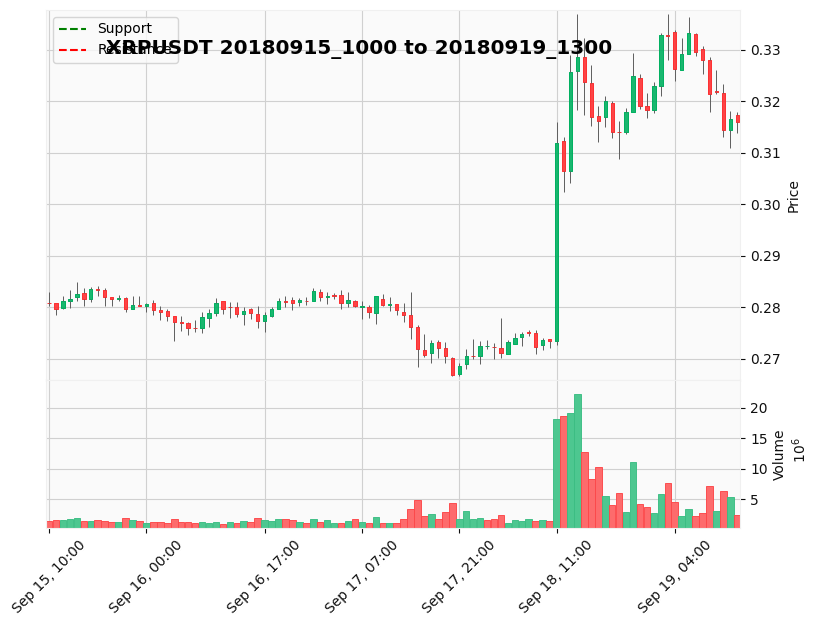 Support
Resistance
XRPUSDT 20180915_1000 to 20180919_1300
0.33
0.32
0.31
0.30
0.29
0.28
0.27
Price
20
15
10
5
Volume
10⁶
Sep 15, 10:00
Sep 16, 00:00
Sep 16, 17:00
Sep 17, 07:00
Sep 17, 21:00
Sep 18, 11:00
Sep 19, 04:00